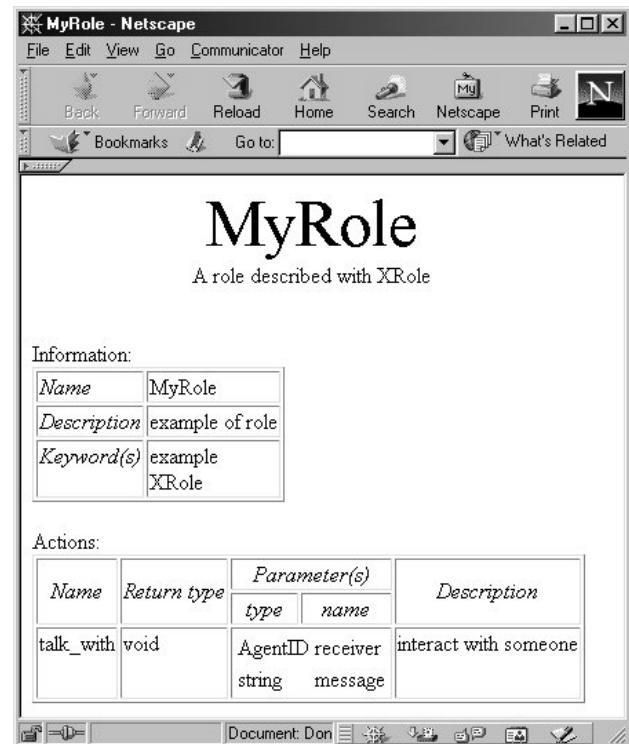 MyRole - Netscape
File Edit View Go Communicator Help
Back Forward Reload Home Search My Netscape Print N
Bookmarks Go to: What's Related
MyRole
A role described with XRole
Information:
Name MyRole
Description example of role
Keyword(s) example
XRole
Actions:
Name Return type Parameter(s) Description
type name
talk_with void AgentID receiver interact with someone
string message
Document: Don